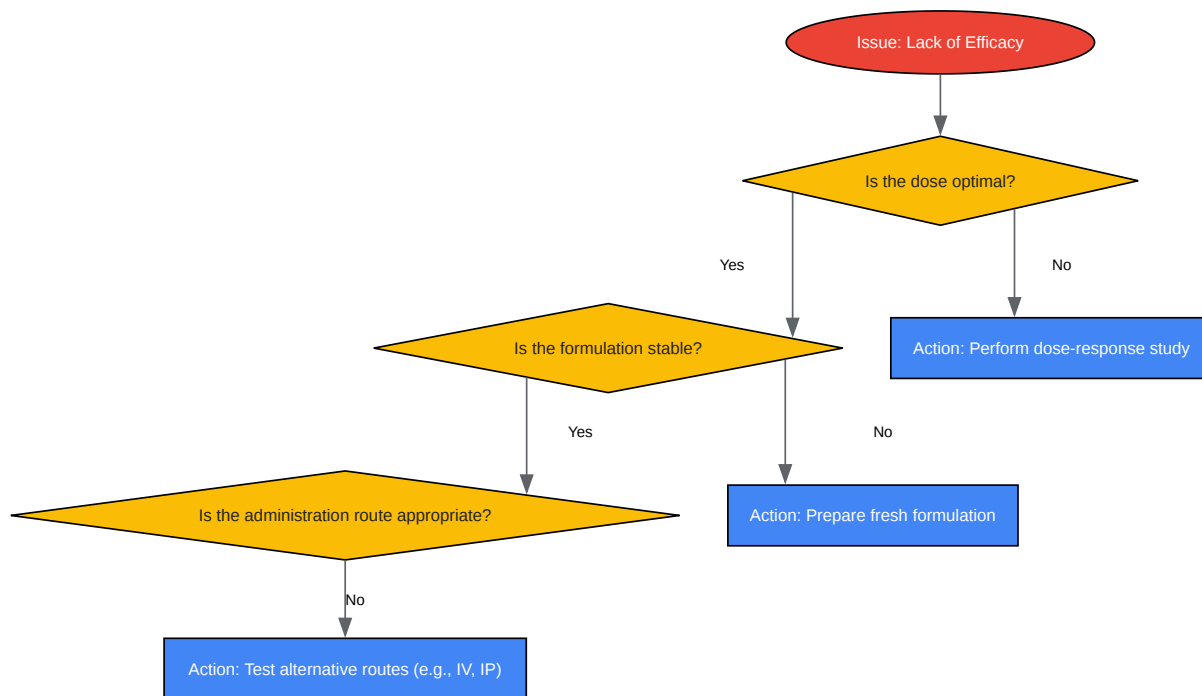 Issue: Lack of Efficacy
Is the dose optimal?
Yes
No
Is the formulation stable?
Action: Perform dose-response study
Yes
No
Is the administration route appropriate?
Action: Prepare fresh formulation
No
Action: Test alternative routes (e.g., IV, IP)